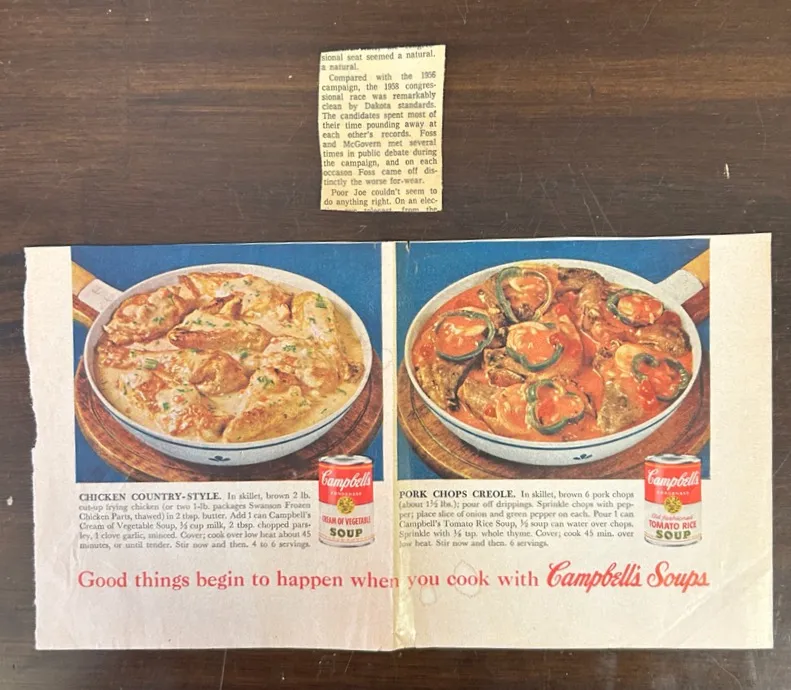 sional seat seemed a natural.
a natural.
Compared with the 1956
campaign, the 1958 congres-
sional race was remarkably
clean by Dakota standards.
The candidates spent most of
their time pounding away at
each other's records. Foss
and McGovern met several
times in public debate during
the campaign, and on each
occason Foss came off dis-
tinctly the worse for-wear.
Poor Joe couldn't seem to
do anything right. On an elec-
telecast from the
CHICKEN COUNTRY-STYLE. In skillet, brown 2 lb.
cut-up frying chicken (or two 1-lb. packages Swanson Frozen
Chicken Parts, thawed) in 2 tbsp. butter. Add 1 can Campbell's
Cream of Vegetable Soup, ½ cup milk, 2 tbsp. chopped pars-
ley, 1 clove garlic, minced. Cover; cook over low heat about 45
minutes, or until tender. Stir now and then. 4 to 6 servings.
Campbell's
CONDENSED
CREAM OF VEGETABLE
SOUP
PORK CHOPS CREOLE. In skillet, brown 6 pork chops
(about 1½ lbs.); pour off drippings. Sprinkle chops with pep-
per; place slice of onion and green pepper on each. Pour 1 can
Campbell's Tomato Rice Soup, ½ soup can water over chops.
Sprinkle with tsp. whole thyme. Cover; cook 45 min. over
low heat. Stir now and then. 6 servings.
Campbell's
CONDENSED
Old fashioned
TOMATO RICE
SOUP
Good things begin to happen when you cook with Campbell's Soups